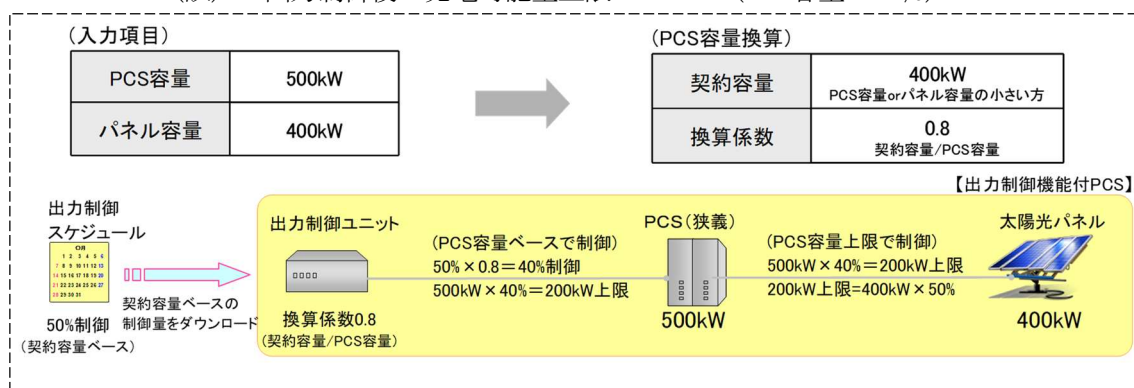 (入力項目)
PCS容量 500kW
パネル容量 400kW
(PCS容量換算)
契約容量 400kW
PCS容量orパネル容量の小さい方
換算係数 0.8
契約容量/PCS容量
【出力制御機能付PCS】
出力制御
スケジュール
50%制御
(契約容量ベース)
契約容量ベースの
制御量をダウンロード
出力制御ユニット
換算係数0.8
(契約容量/PCS容量)
(PCS容量ベースで制御)
50%×0.8=40%制御
500kW×40%=200kW上限
PCS(狭義)
500kW
(PCS容量上限で制御)
500kW×40%=200kW上限
200kW上限=400kW×50%
太陽光パネル
400kW